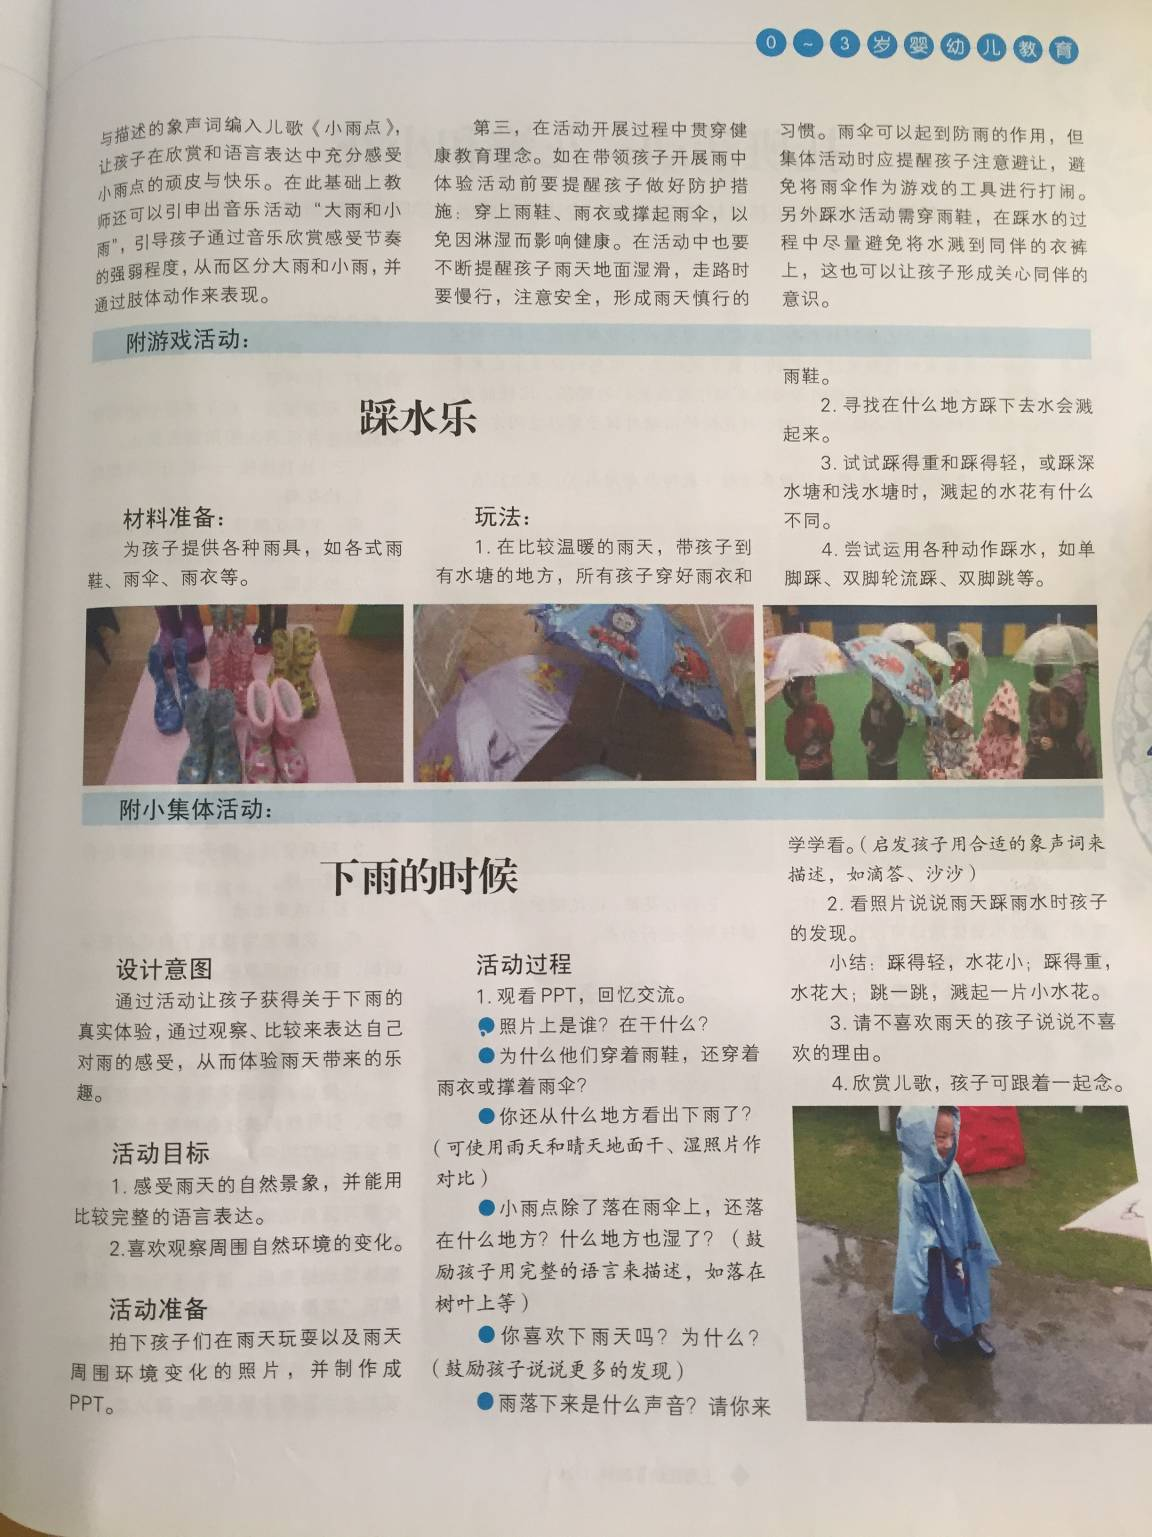 0~3岁婴幼儿教育
与描述的象声词编入儿歌《小雨点》,
让孩子在欣赏和语言表达中充分感受
小雨点的顽皮与快乐。在此基础上教
师还可以引申出音乐活动“大雨和小
雨”,引导孩子通过音乐欣赏感受节奏
的强弱程度,从而区分大雨和小雨,并
通过肢体动作来表现。
第三,在活动开展过程中贯穿健
康教育理念。如在带领孩子开展雨中
体验活动前要提醒孩子做好防护措
施:穿上雨鞋、雨衣或撑起雨伞,以
免因淋湿而影响健康。在活动中也要
不断提醒孩子雨天地面湿滑,走路时
要慢行,注意安全,形成雨天慎行的
习惯。雨伞可以起到防雨的作用,但
集体活动时应提醒孩子注意避让,避
免将雨伞作为游戏的工具进行打闹。
另外踩水活动需穿雨鞋,在踩水的过
程中尽量避免将水溅到同伴的衣裤
上,这也可以让孩子形成关心同伴的
意识。
附游戏活动:
踩水乐
材料准备:
为孩子提供各种雨具,如各式雨
鞋、雨伞、雨衣等。
玩法:
1.在比较温暖的雨天,带孩子到
有水塘的地方,所有孩子穿好雨衣和
雨鞋。
2.寻找在什么地方踩下去水会溅
起来。
3.试试踩得重和踩得轻,或踩深
水塘和浅水塘时,溅起的水花有什么
不同。
4.尝试运用各种动作踩水,如单
脚踩、双脚轮流踩、双脚跳等。
附小集体活动:
下雨的时候
设计意图
通过活动让孩子获得关于下雨的
真实体验,通过观察、比较来表达自己
对雨的感受,从而体验雨天带来的乐
趣。
活动目标
1.感受雨天的自然景象,并能用
比较完整的语言表达。
2.喜欢观察周围自然环境的变化。
活动准备
拍下孩子们在雨天玩耍以及雨天
周围环境变化的照片,并制作成
PPT。
活动过程
1.观看PPT,回忆交流。
●照片上是谁?在干什么?
●为什么他们穿着雨鞋,还穿着
雨衣或撑着雨伞?
●你还从什么地方看出下雨了?
(可使用雨天和晴天地面干、湿照片作
对比)
●小雨点除了落在雨伞上,还落
在什么地方?什么地方也湿了?(鼓
励孩子用完整的语言来描述,如落在
树叶上等)
●你喜欢下雨天吗?为什么?
(鼓励孩子说说更多的发现)
●雨落下来是什么声音?请你来
学学看。(启发孩子用合适的象声词来
描述,如滴答、沙沙)
2.看照片说说雨天踩雨水时孩子
的发现。
小结:踩得轻,水花小;踩得重,
水花大;跳一跳,溅起一片小水花。
3.请不喜欢雨天的孩子说说不喜
欢的理由。
4.欣赏儿歌,孩子可跟着一起念。